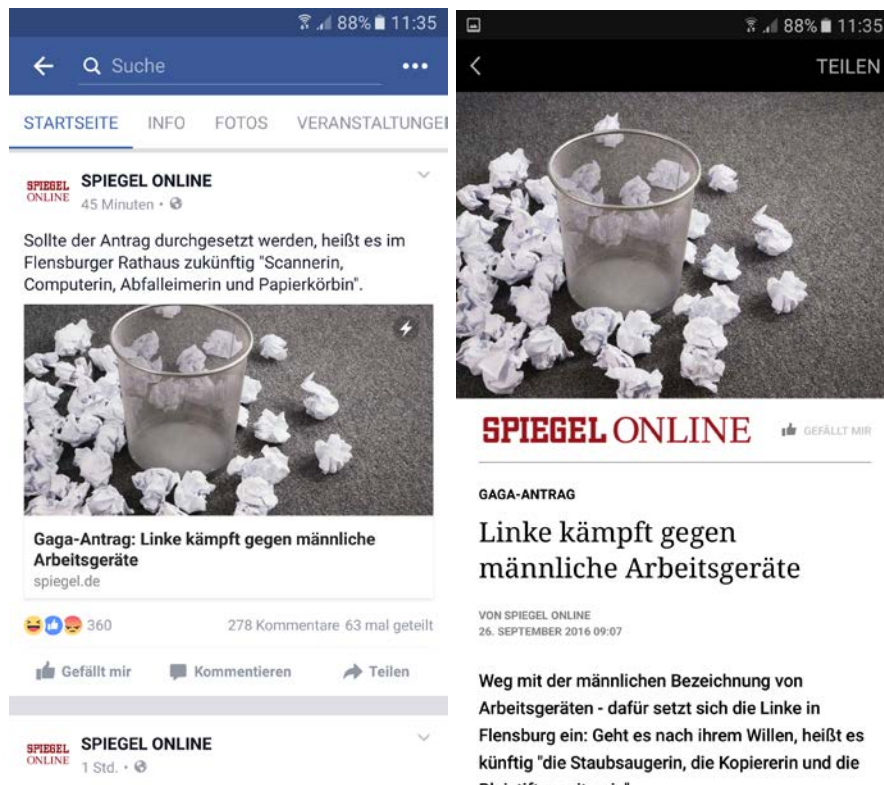 88% 11:35
Suche
STARTSEITE INFO FOTOS VERANSTALTUNGE
SPIEGEL ONLINE
SPIEGEL ONLINE
45 Minuten
Sollte der Antrag durchgesetzt werden, heißt es im
Flensburger Rathaus zukünftig "Scannerin,
Computerin, Abfalleimerin und Papierkörbin".
Gaga-Antrag: Linke kämpft gegen männliche
Arbeitsgeräte
spiegel.de
360 278 Kommentare 63 mal geteilt
Gefällt mir Kommentieren Teilen
SPIEGEL ONLINE
SPIEGEL ONLINE
1 Std.
88% 11:35
TEILEN
SPIEGEL ONLINE GEFÄLLT MIR
GAGA-ANTRAG
Linke kämpft gegen
männliche Arbeitsgeräte
VON SPIEGEL ONLINE
26. SEPTEMBER 2016 09:07
Weg mit der männlichen Bezeichnung von
Arbeitsgeräten - dafür setzt sich die Linke in
Flensburg ein: Geht es nach ihrem Willen, heißt es
künftig "die Staubsaugerin, die Kopiererin und die